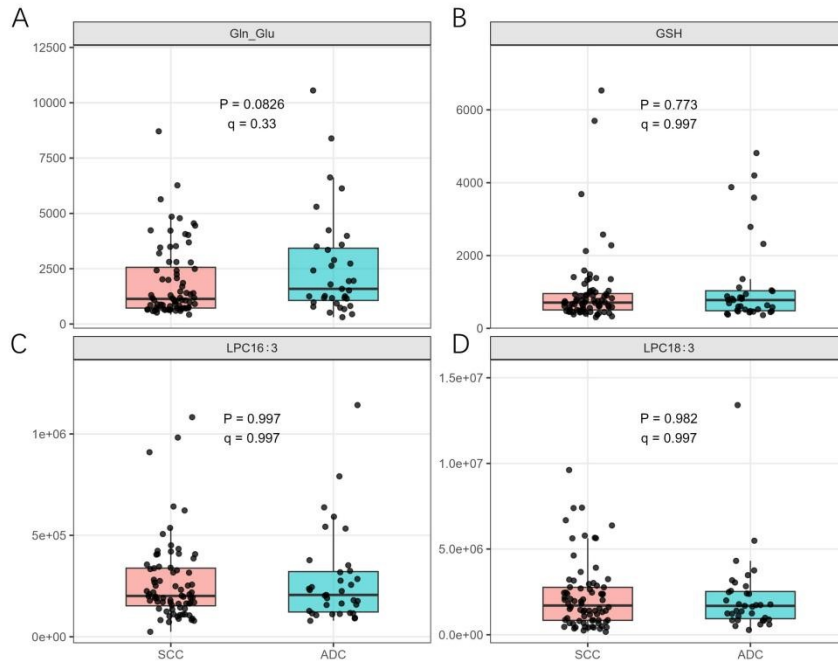 A
Gln_Glu
12500
10000
7500
5000
2500
0
P = 0.0826
q = 0.33
B
GSH
6000
4000
2000
0
P = 0.773
q = 0.997
C
LPC16:3
1e+06
5e+05
0e+00
P = 0.997
q = 0.997
SCC
ADC
D
LPC18:3
1.5e+07
1.0e+07
5.0e+06
0.0e+00
P = 0.982
q = 0.997
SCC
ADC